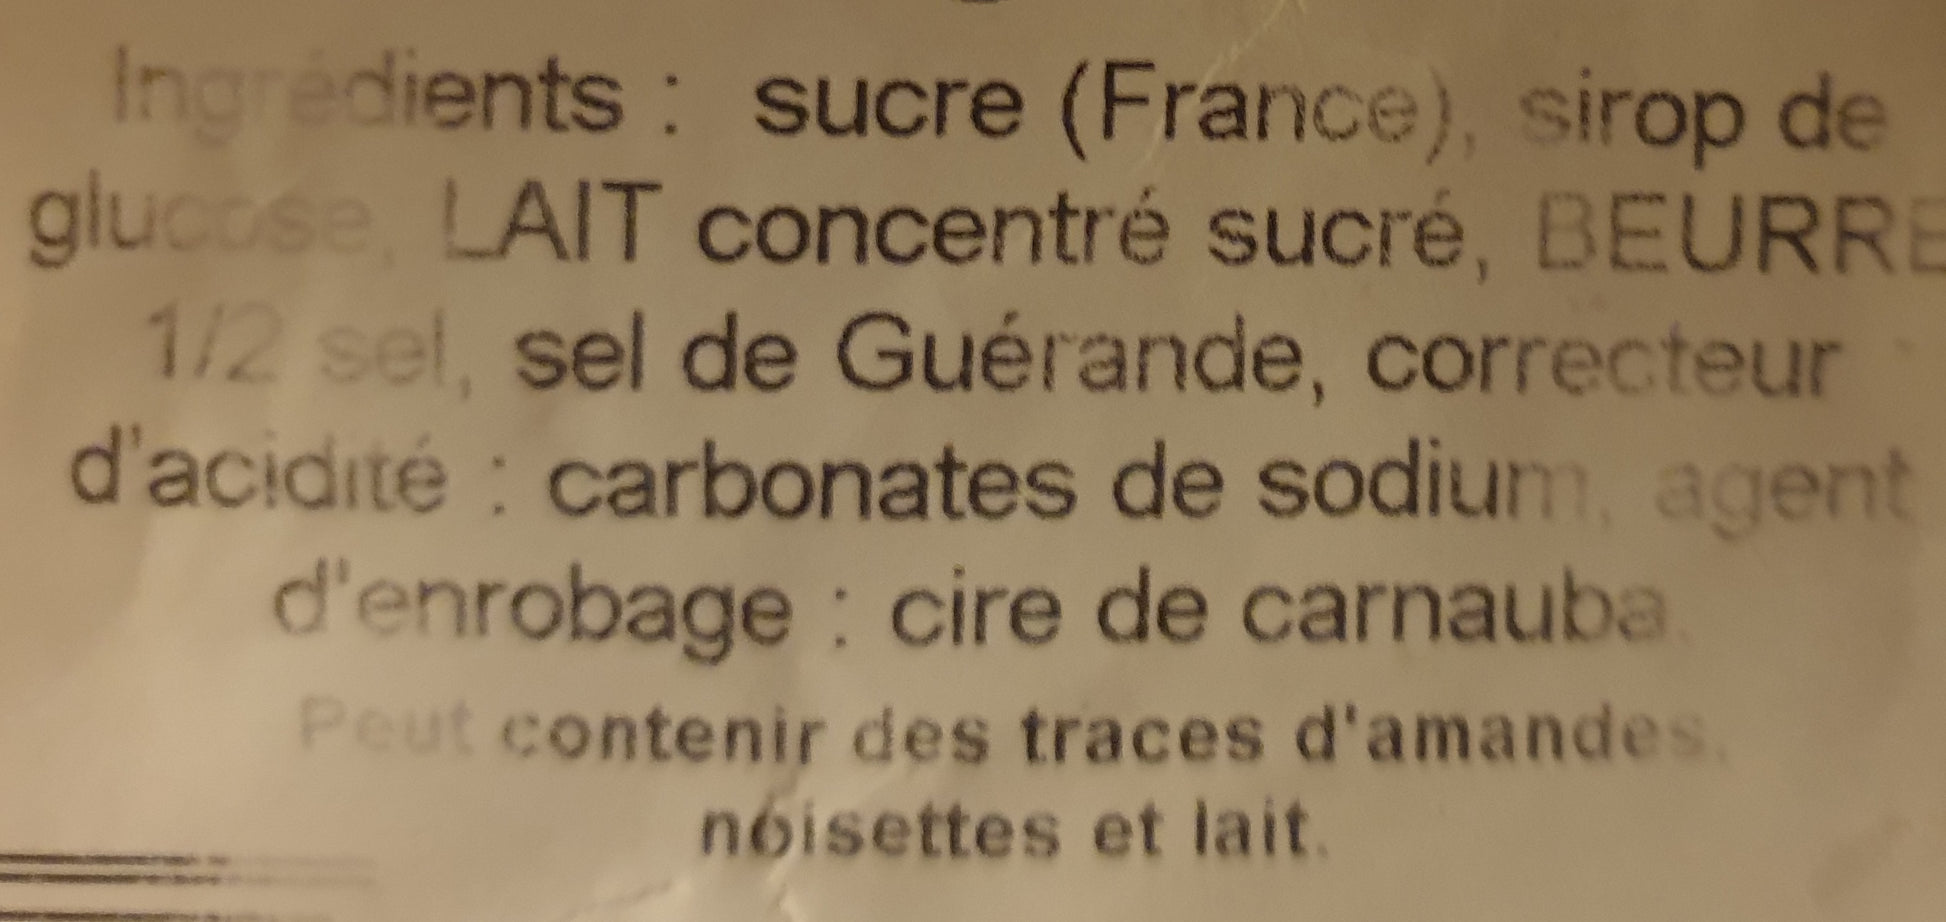 Ingrédients : sucre (France), sirop de
glucose, LAIT concentré sucré, BEURRE
1/2 sel, sel de Guérande, correcteur
d'acidité : carbonates de sodium, agent
d'enrobage : cire de carnauba.
Peut contenir des traces d'amandes,
noisettes et lait.